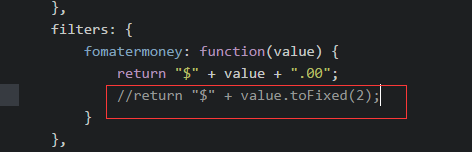 },
filters: {
fomatermoney: function(value) {
return "$" + value + ".00";
//return "$" + value.toFixed(2);
}
},